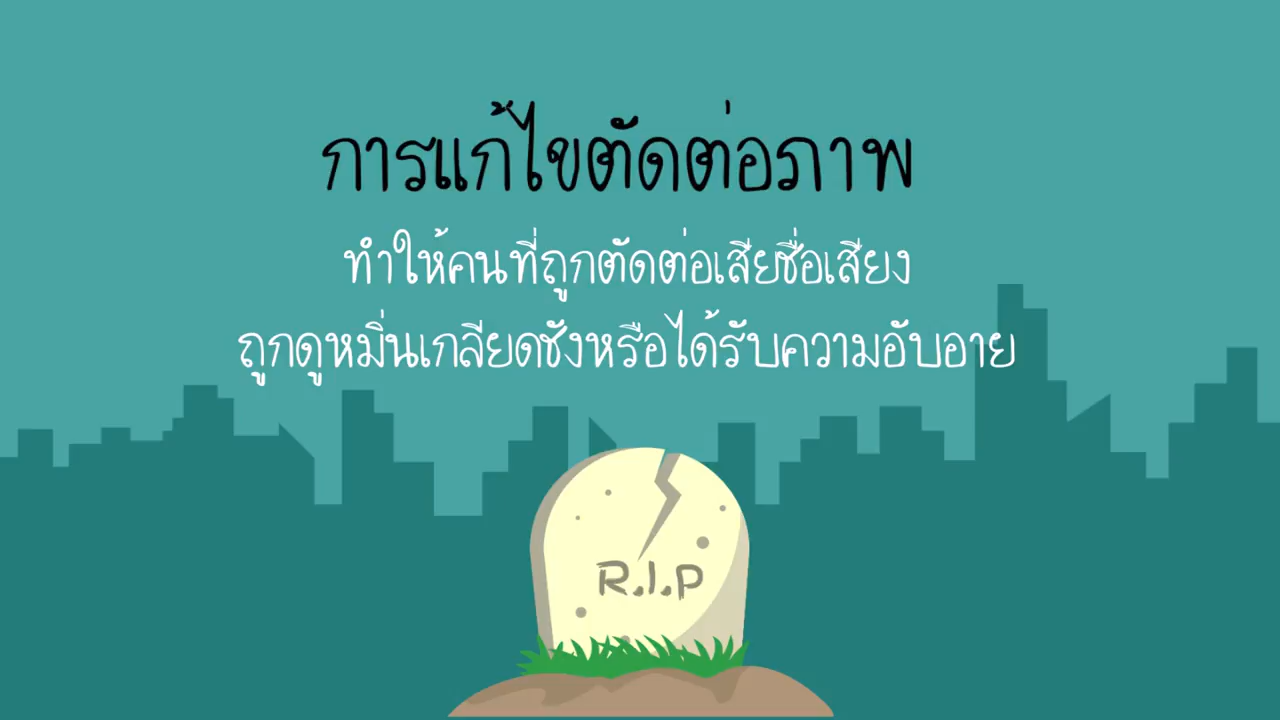 การแก้ไขตัดต่อภาพ
ทำให้คนที่ถูกตัดต่อเสียชื่อเสียง
ถูกดูหมิ่นเกลียดชังหรือได้รับความอับอาย
R.I.P